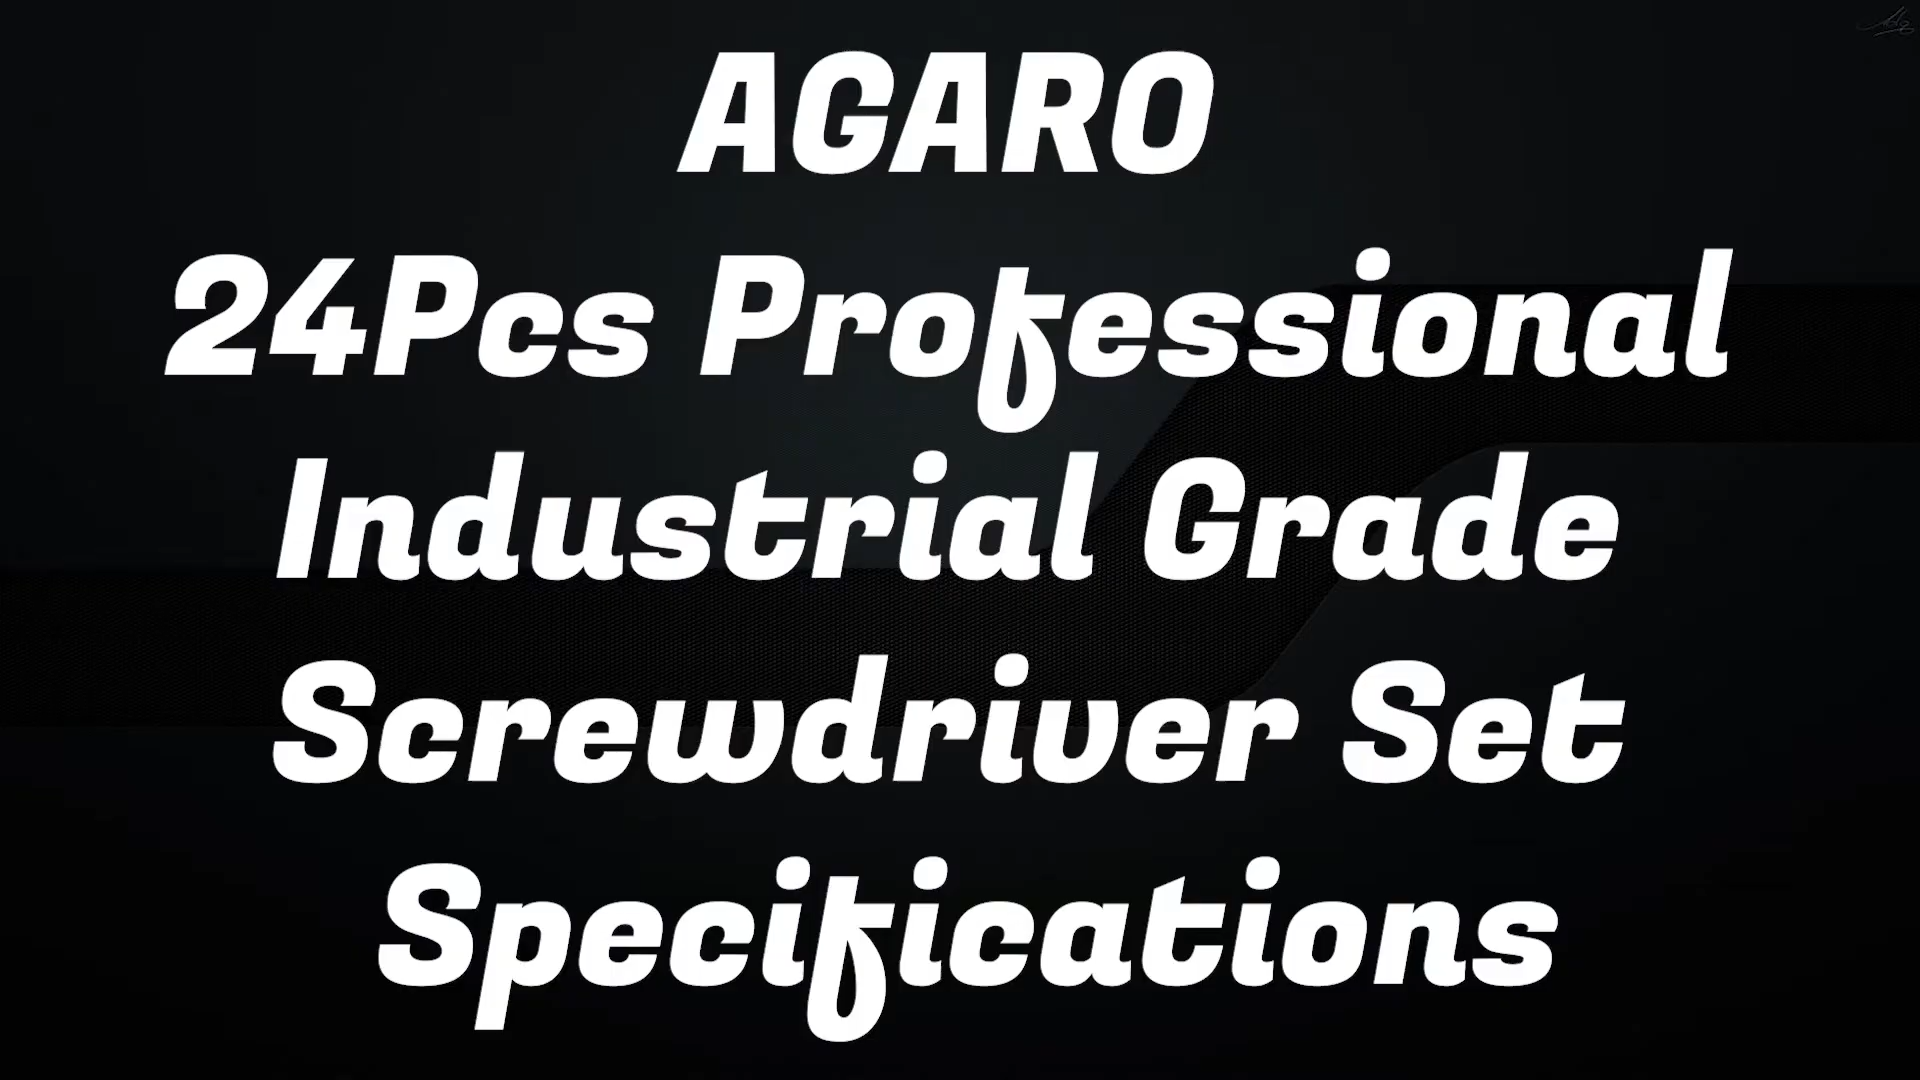 AGARO
24Pcs Professional
Industrial Grade
Screwdriver Set
Specifications